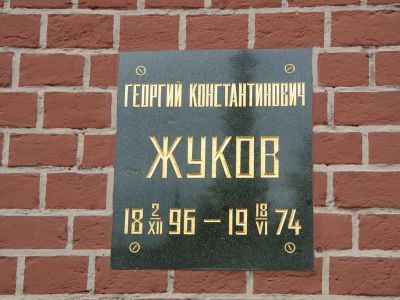 ГЕОРГИЙ КОНСТАНТИНОВИЧ
ЖУКОВ
18 2/XII 96 – 19 18/VI 74